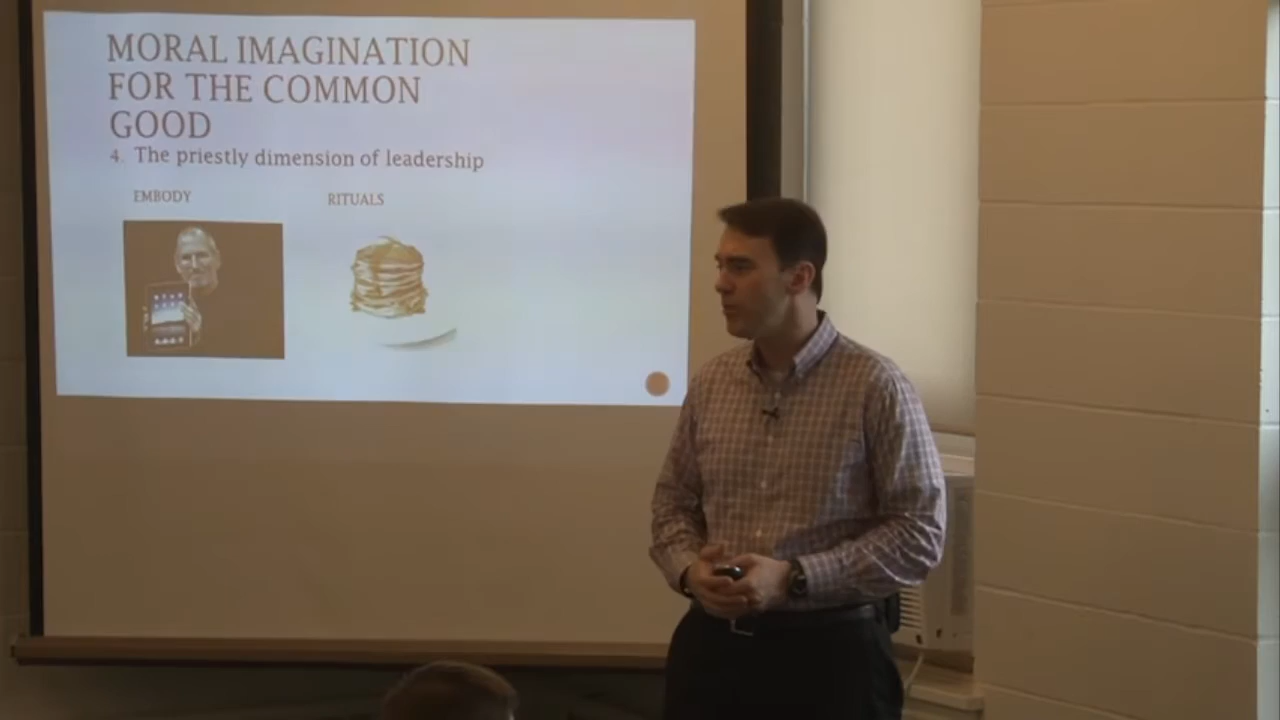 MORAL IMAGINATION
FOR THE COMMON
GOOD
4. The priestly dimension of leadership
EMBODY
RITUALS